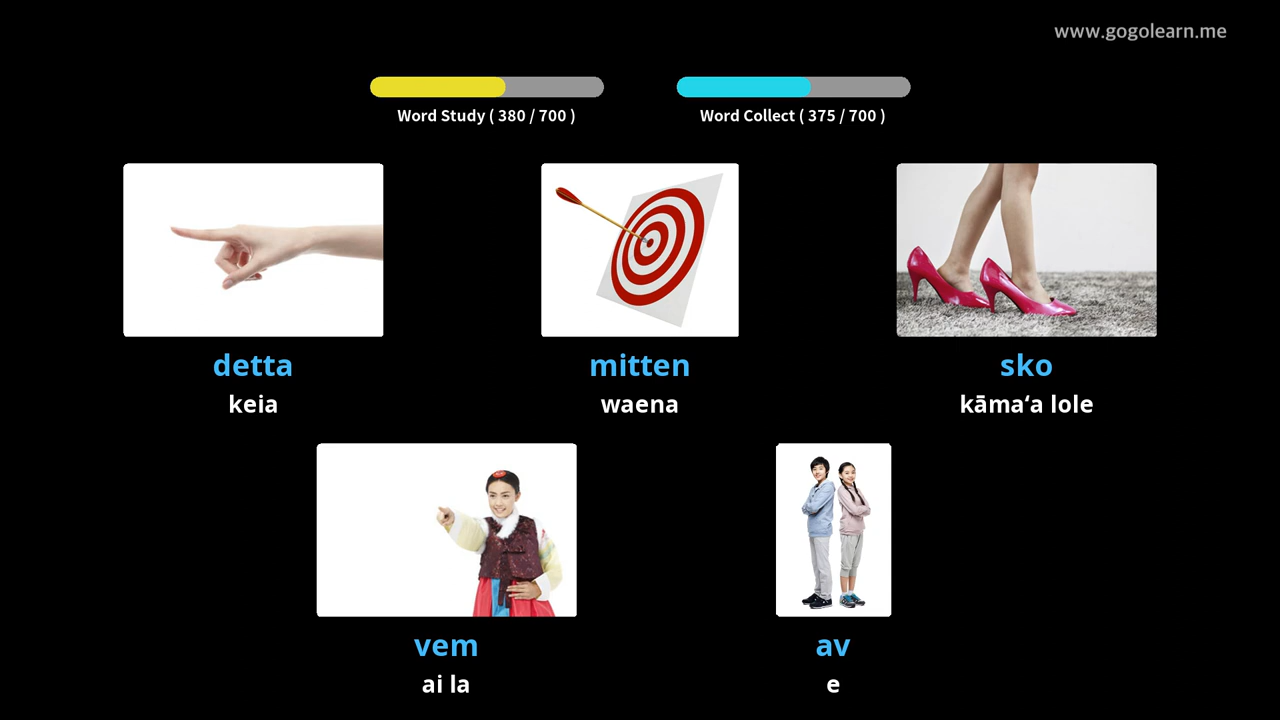 www.gogolearn.me
Word Study ( 380 / 700 )
Word Collect ( 375 / 700 )
detta
keia
mitten
waena
sko
kāmaʻa lole
vem
ai la
av
e